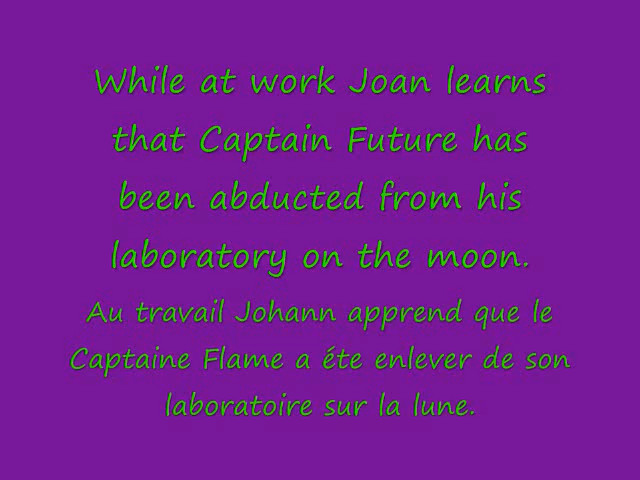 While at work Joan learns
that Captain Future has
been abducted from his
laboratory on the moon.
Au travail Johann apprend que le
Captaine Flame a éte enlever de son
laboratoire sur la lune.